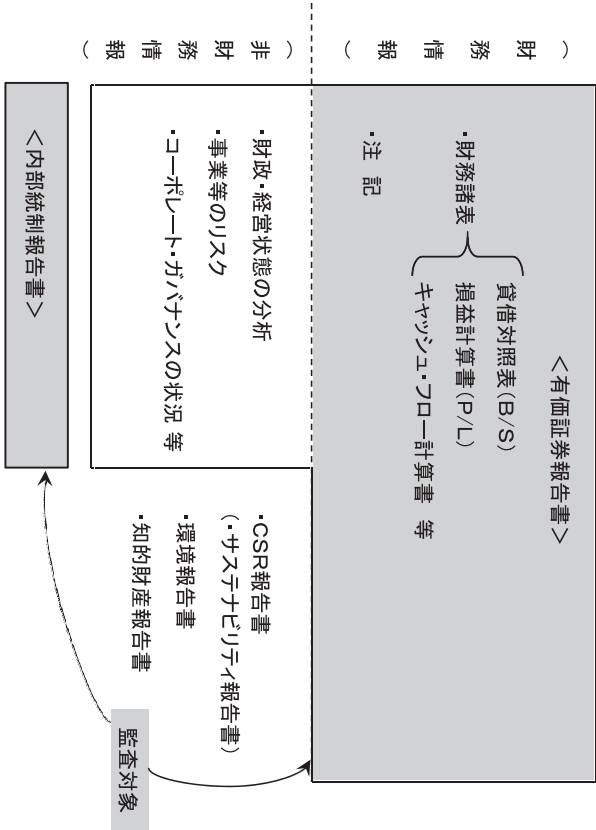 <有価証券報告書>
(財務情報)
・財務諸表
貸借対照表(B/S)
損益計算書(P/L)
キャッシュ・フロー計算書 等
・注 記
(非財務情報)
・財政・経営状態の分析
・事業等のリスク
・コーポレート・ガバナンスの状況 等
・CSR報告書
(・サステナビリティ報告書)
・環境報告書
・知的財産報告書
<内部統制報告書>
監査対象